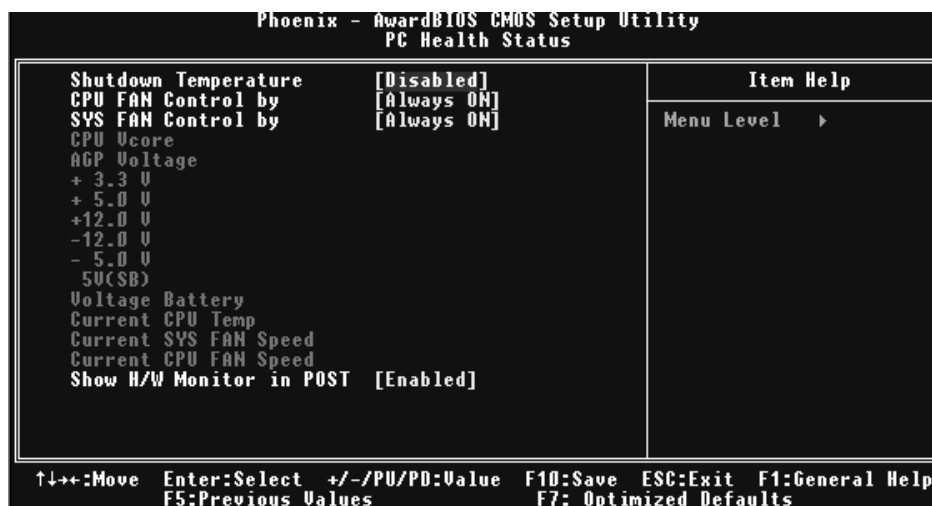 Phoenix - AwardBIOS CMOS Setup Utility
PC Health Status
Shutdown Temperature [Disabled]
CPU FAN Control by [Always ON]
SYS FAN Control by [Always ON]
CPU Vcore
AGP Voltage
+ 3.3 V
+ 5.0 V
+12.0 V
-12.0 V
- 5.0 V
5V(SB)
Voltage Battery
Current CPU Temp
Current SYS FAN Speed
Current CPU FAN Speed
Show H/W Monitor in POST [Enabled]
Item Help
Menu Level ▸
↑↓→←:Move Enter:Select +/-/PU/PD:Value F10:Save ESC:Exit F1:General Help
F5:Previous Values F7: Optimized Defaults